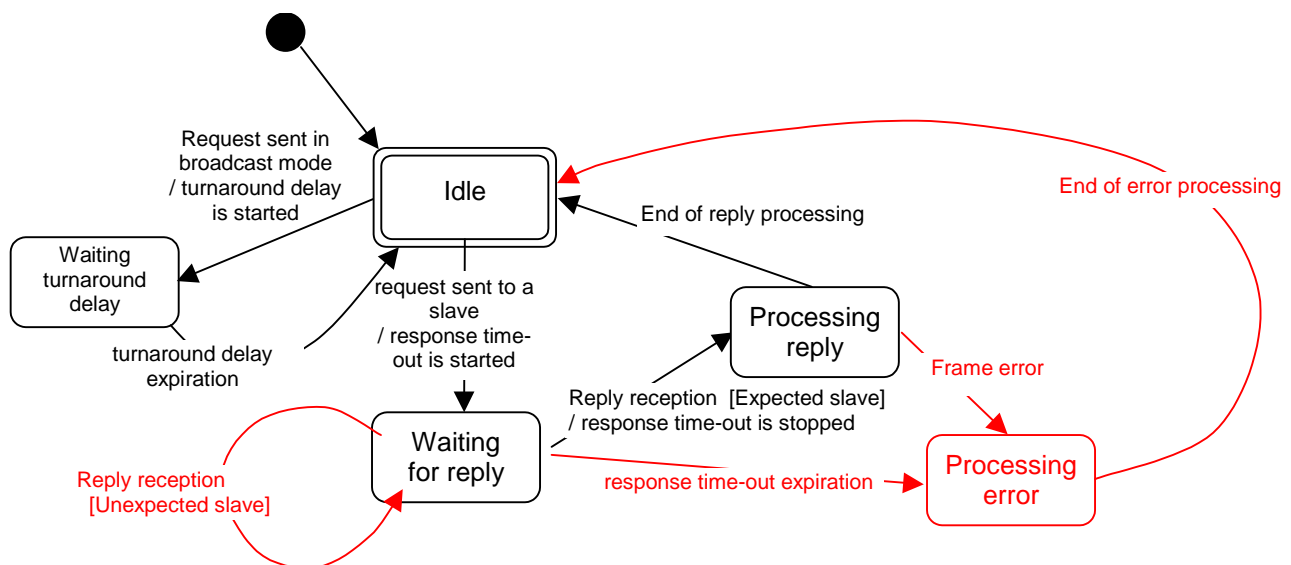 Request sent in
broadcast mode
/ turnaround delay
is started
Idle
End of error processing
End of reply processing
Waiting
turnaround
delay
request sent to a
slave
/ response time-
out is started
Processing
reply
turnaround delay
expiration
Frame error
Reply reception [Expected slave]
/ response time-out is stopped
Waiting
for reply
Processing
error
response time-out expiration
Reply reception
[Unexpected slave]